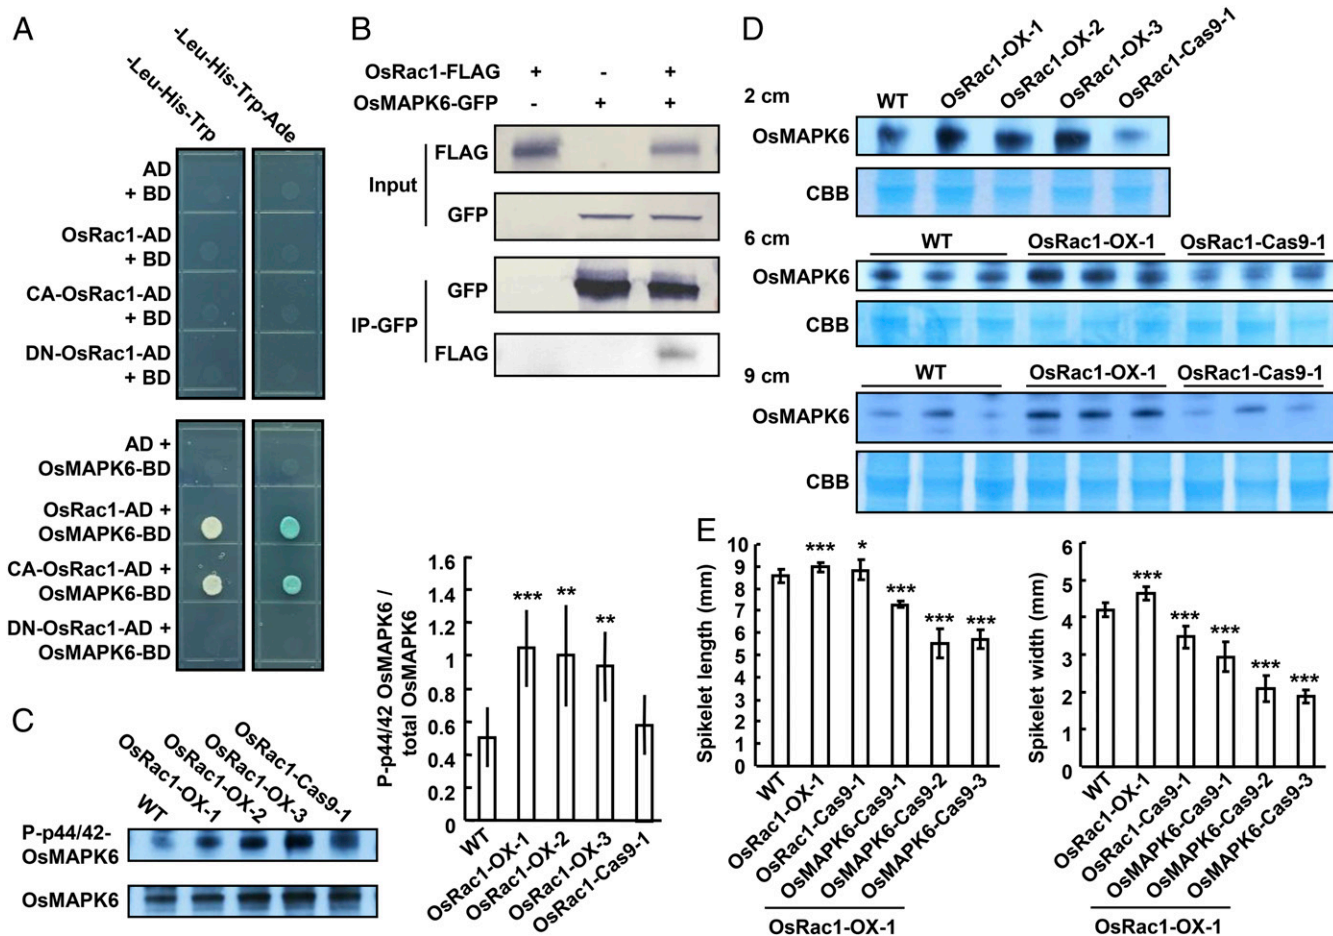 A
-Leu-His-Trp
-Leu-His-Trp-Ade
AD
+ BD
OsRac1-AD
+ BD
CA-OsRac1-AD
+ BD
DN-OsRac1-AD
+ BD
AD +
OsMAPK6-BD
OsRac1-AD +
OsMAPK6-BD
CA-OsRac1-AD +
OsMAPK6-BD
DN-OsRac1-AD +
OsMAPK6-BD
B
OsRac1-FLAG + - +
OsMAPK6-GFP - + +
Input
FLAG
GFP
IP-GFP
GFP
FLAG
C
WT
OsRac1-OX-1
OsRac1-OX-2
OsRac1-OX-3
OsRac1-Cas9-1
P-p44/42-
OsMAPK6
OsMAPK6
P-p44/42 OsMAPK6 /
total OsMAPK6
1.6
1.4
1.2
1.0
0.8
0.6
0.4
0.2
0
***
**
**
WT
OsRac1-OX-1
OsRac1-OX-2
OsRac1-OX-3
OsRac1-Cas9-1
D
2 cm
WT
OsRac1-OX-1
OsRac1-OX-2
OsRac1-OX-3
OsRac1-Cas9-1
OsMAPK6
CBB
6 cm
WT OsRac1-OX-1 OsRac1-Cas9-1
OsMAPK6
CBB
9 cm
WT OsRac1-OX-1 OsRac1-Cas9-1
OsMAPK6
CBB
E
Spikelet length (mm)
10
9
8
7
6
5
4
3
2
1
0
***
*
***
***
***
WT
OsRac1-OX-1
OsRac1-Cas9-1
OsMAPK6-Cas9-1
OsMAPK6-Cas9-2
OsMAPK6-Cas9-3
OsRac1-OX-1
Spikelet width (mm)
6
5
4
3
2
1
0
***
***
***
***
***
WT
OsRac1-OX-1
OsRac1-Cas9-1
OsMAPK6-Cas9-1
OsMAPK6-Cas9-2
OsMAPK6-Cas9-3
OsRac1-OX-1